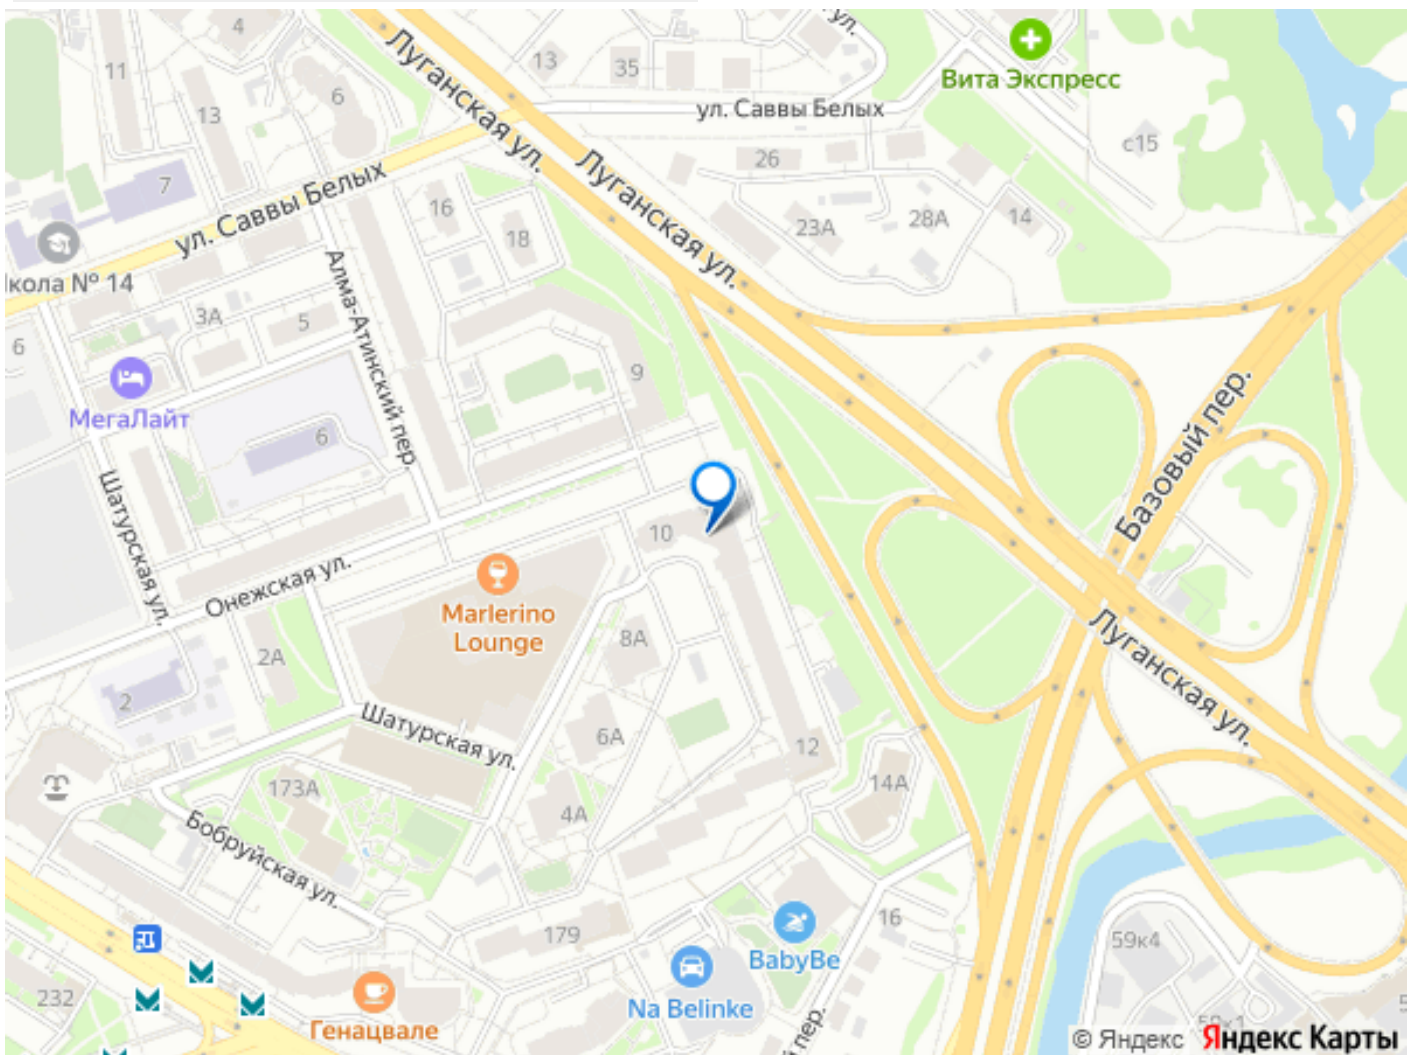 4
ул.
Луганская ул.
11
13
35
Вита Экспресс
6
13
ул. Саввы Белых
с15
26
Луганская ул.
7
ул. Саввы Белых
16
18
23А
28А
14
кола № 14
Алма-Атинский пер.
3А
5
6
9
МегаЛайт
6
Базовый пер.
Шатурская ул.
10
Онежская ул.
Marlerino
Lounge
8А
2А
Луганская ул.
2
Шатурская ул.
6А
12
173А
14А
4А
Бобруйская ул.
16
179
59к4
BabyBe
232
Na Belinke
Генацвале
й пер.
© Яндекс Яндекс Карты